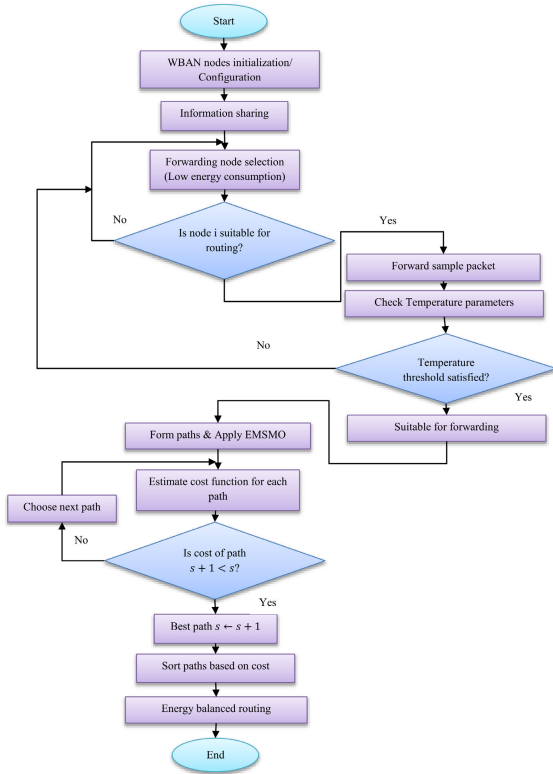 Start
WBAN nodes initialization/
Configuration
Information sharing
Forwarding node selection
(Low energy consumption)
No
Yes
Is node i suitable for
routing?
Forward sample packet
Check Temperature parameters
No
Temperature
threshold satisfied?
Yes
Suitable for forwarding
Form paths & Apply EMSMO
Estimate cost function for each
path
Choose next path
No
Is cost of path
s + 1 < s?
Yes
Best path s ← s + 1
Sort paths based on cost
Energy balanced routing
End